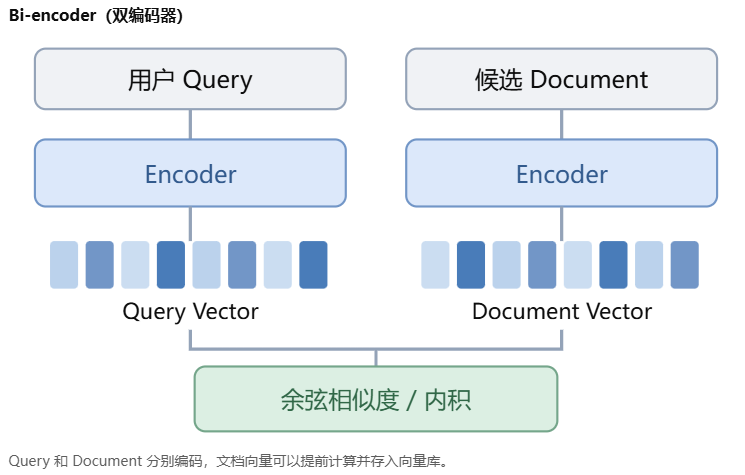 Bi-encoder（双编码器）
用户 Query
候选 Document
Encoder
Encoder
Query Vector
Document Vector
余弦相似度 / 内积
Query 和 Document 分别编码，文档向量可以提前计算并存入向量库。